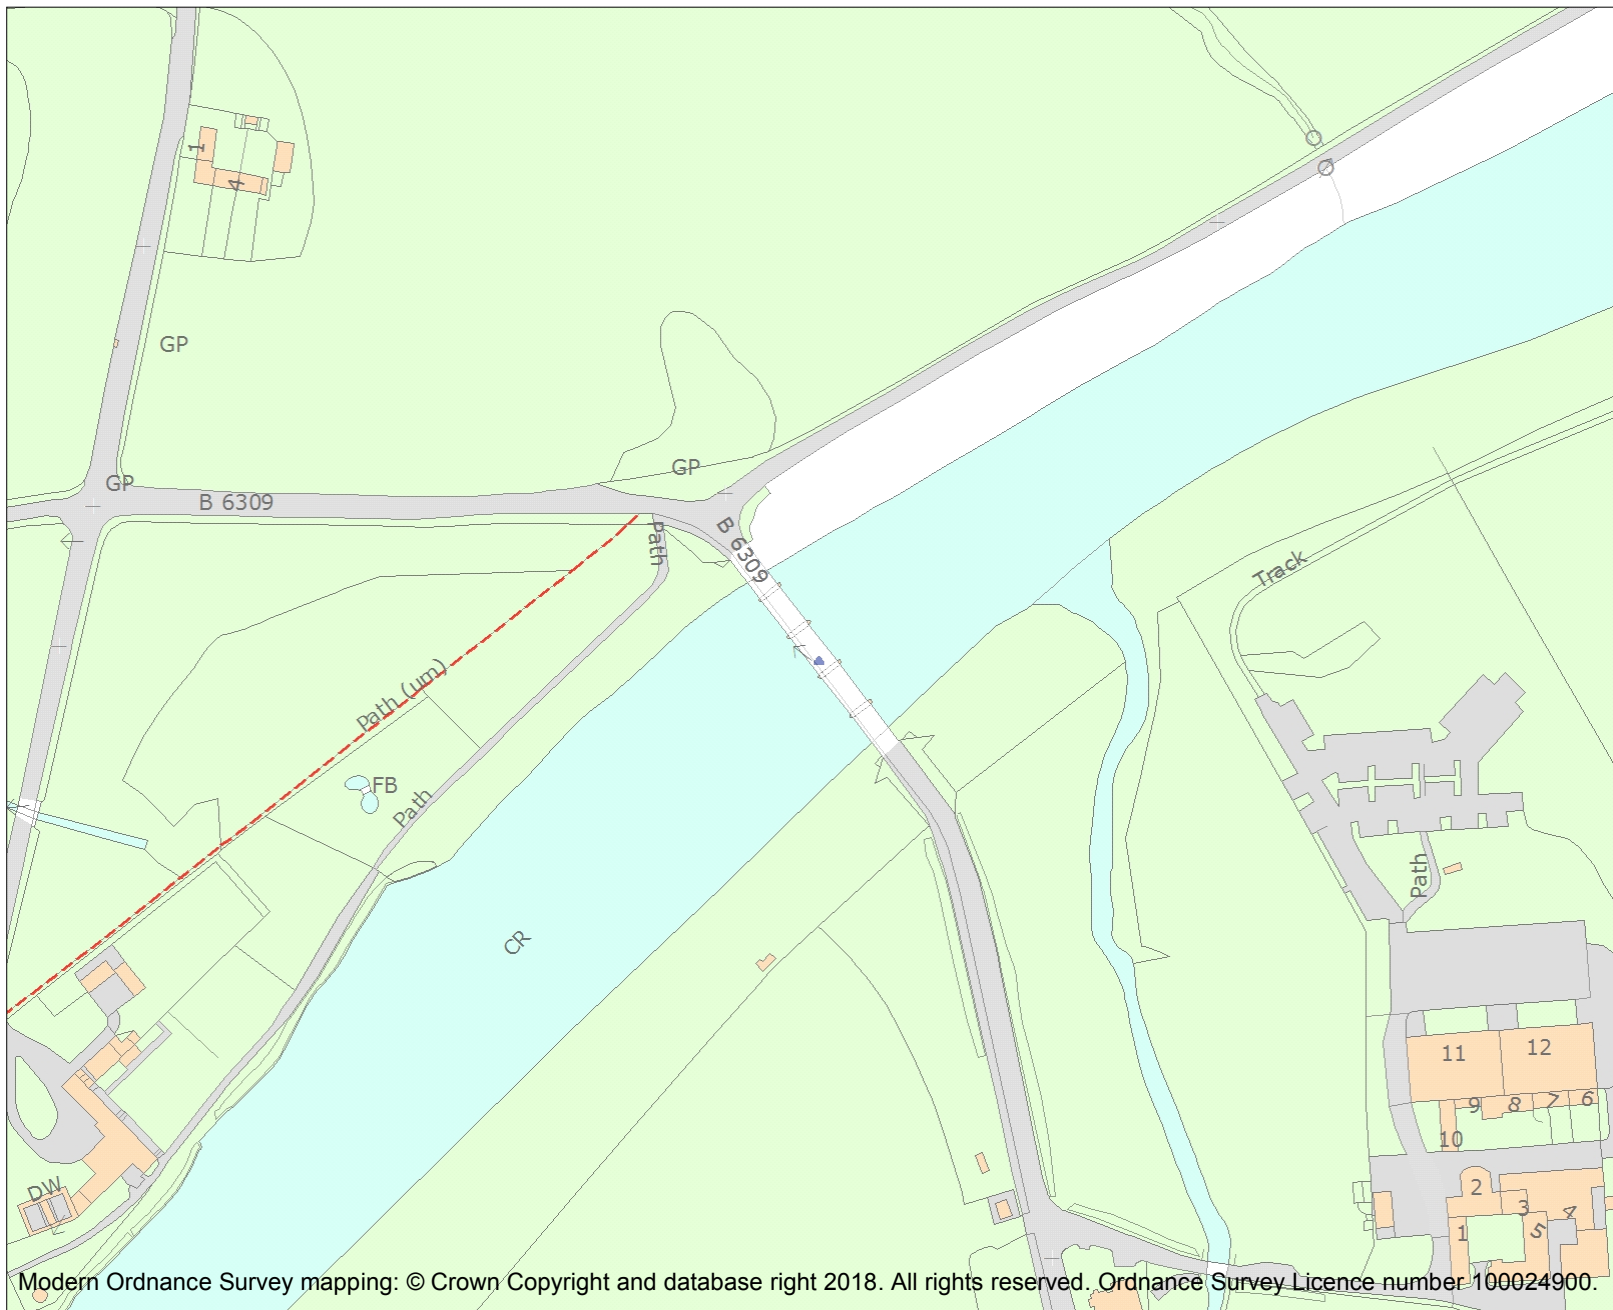 1
4
GP
GP
GP
B 6309
Path
B 6309
Track
Path (um)
FB
Path
Path
CR
11
12
9
8
7
6
10
DW
2
3
4
1
5
Modern Ordnance Survey mapping: © Crown Copyright and database right 2018. All rights reserved. Ordnance Survey Licence number 100024900.